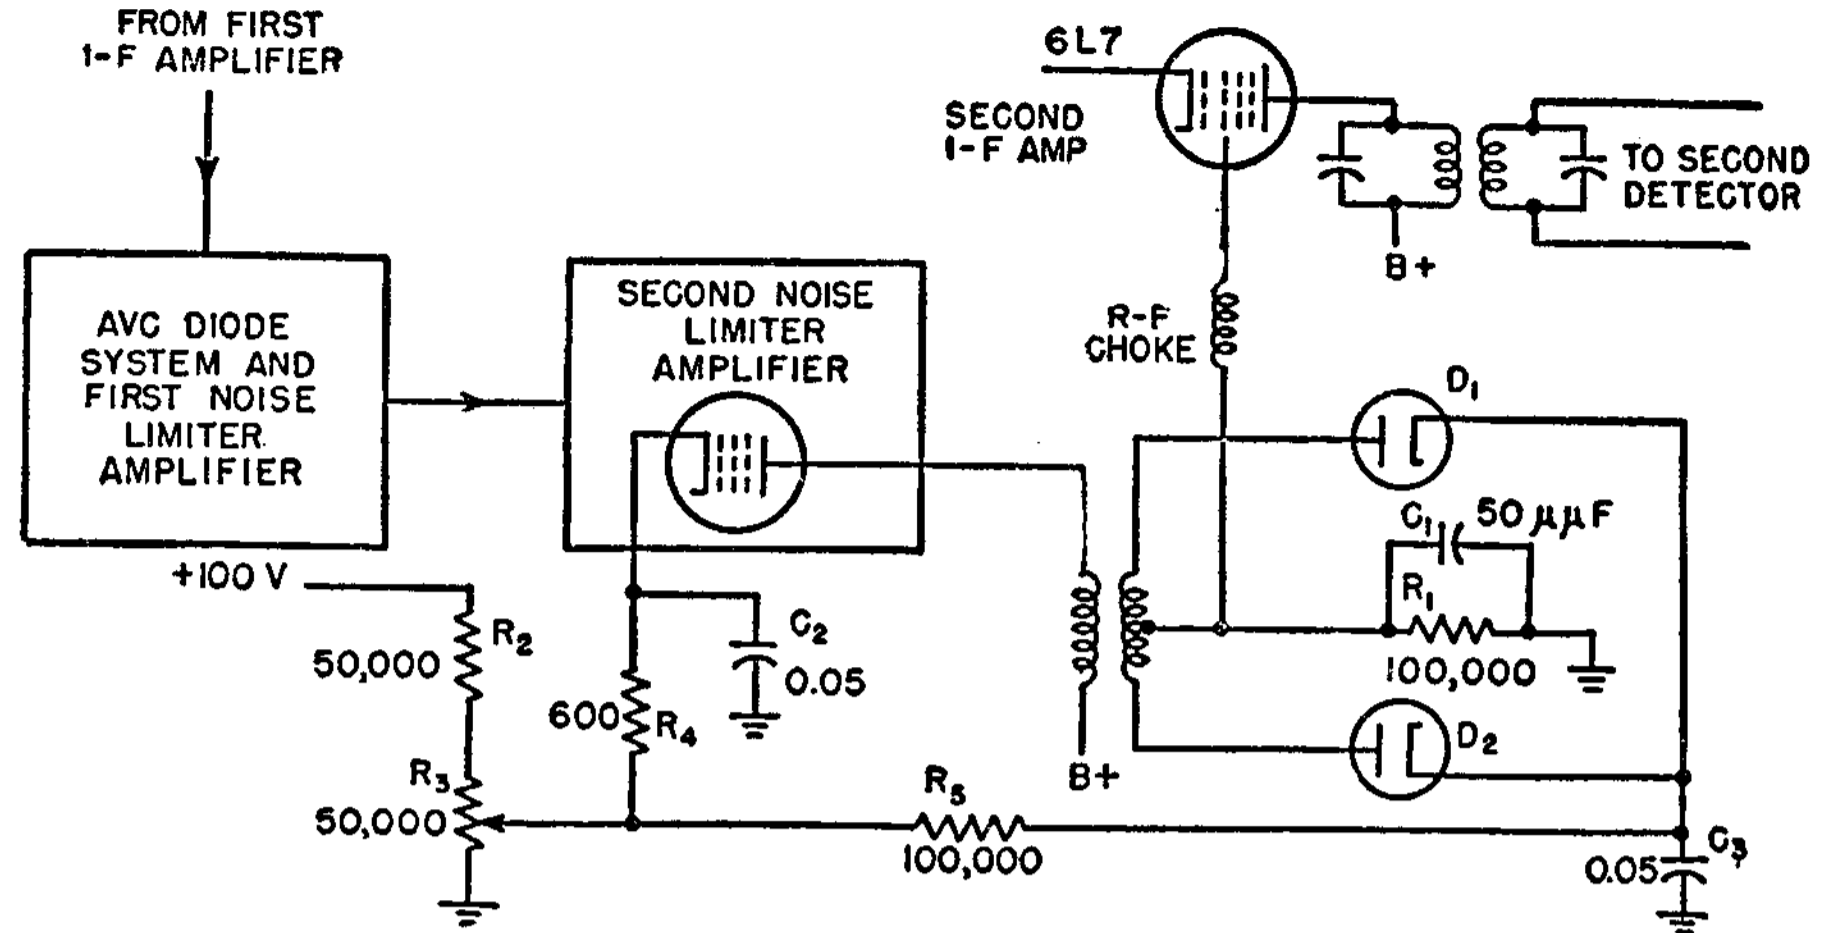 FROM FIRST
I-F AMPLIFIER
AVC DIODE
SYSTEM AND
FIRST NOISE
LIMITER
AMPLIFIER
SECOND NOISE
LIMITER
AMPLIFIER
6L7
SECOND
I-F AMP
B+
TO SECOND
DETECTOR
R-F
CHOKE
D₁
C₁ 50 μμF
R₁
100,000
D₂
+100 V
R₂
50,000
R₃
50,000
C₂
0.05
600 R₄
B+
R₅
100,000
C₃
0.05